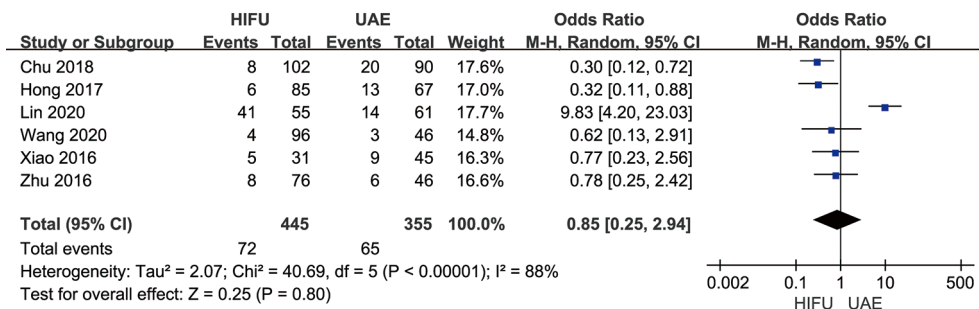 HIFU UAE Odds Ratio Odds Ratio
Study or Subgroup Events Total Events Total Weight M-H, Random, 95% CI M-H, Random, 95% CI
Chu 2018 8 102 20 90 17.6% 0.30 [0.12, 0.72]
Hong 2017 6 85 13 67 17.0% 0.32 [0.11, 0.88]
Lin 2020 41 55 14 61 17.7% 9.83 [4.20, 23.03]
Wang 2020 4 96 3 46 14.8% 0.62 [0.13, 2.91]
Xiao 2016 5 31 9 45 16.3% 0.77 [0.23, 2.56]
Zhu 2016 8 76 6 46 16.6% 0.78 [0.25, 2.42]
Total (95% CI) 445 355 100.0% 0.85 [0.25, 2.94]
Total events 72 65
Heterogeneity: Tau² = 2.07; Chi² = 40.69, df = 5 (P < 0.00001); I² = 88%
Test for overall effect: Z = 0.25 (P = 0.80)
0.002 0.1 1 10 500
HIFU UAE